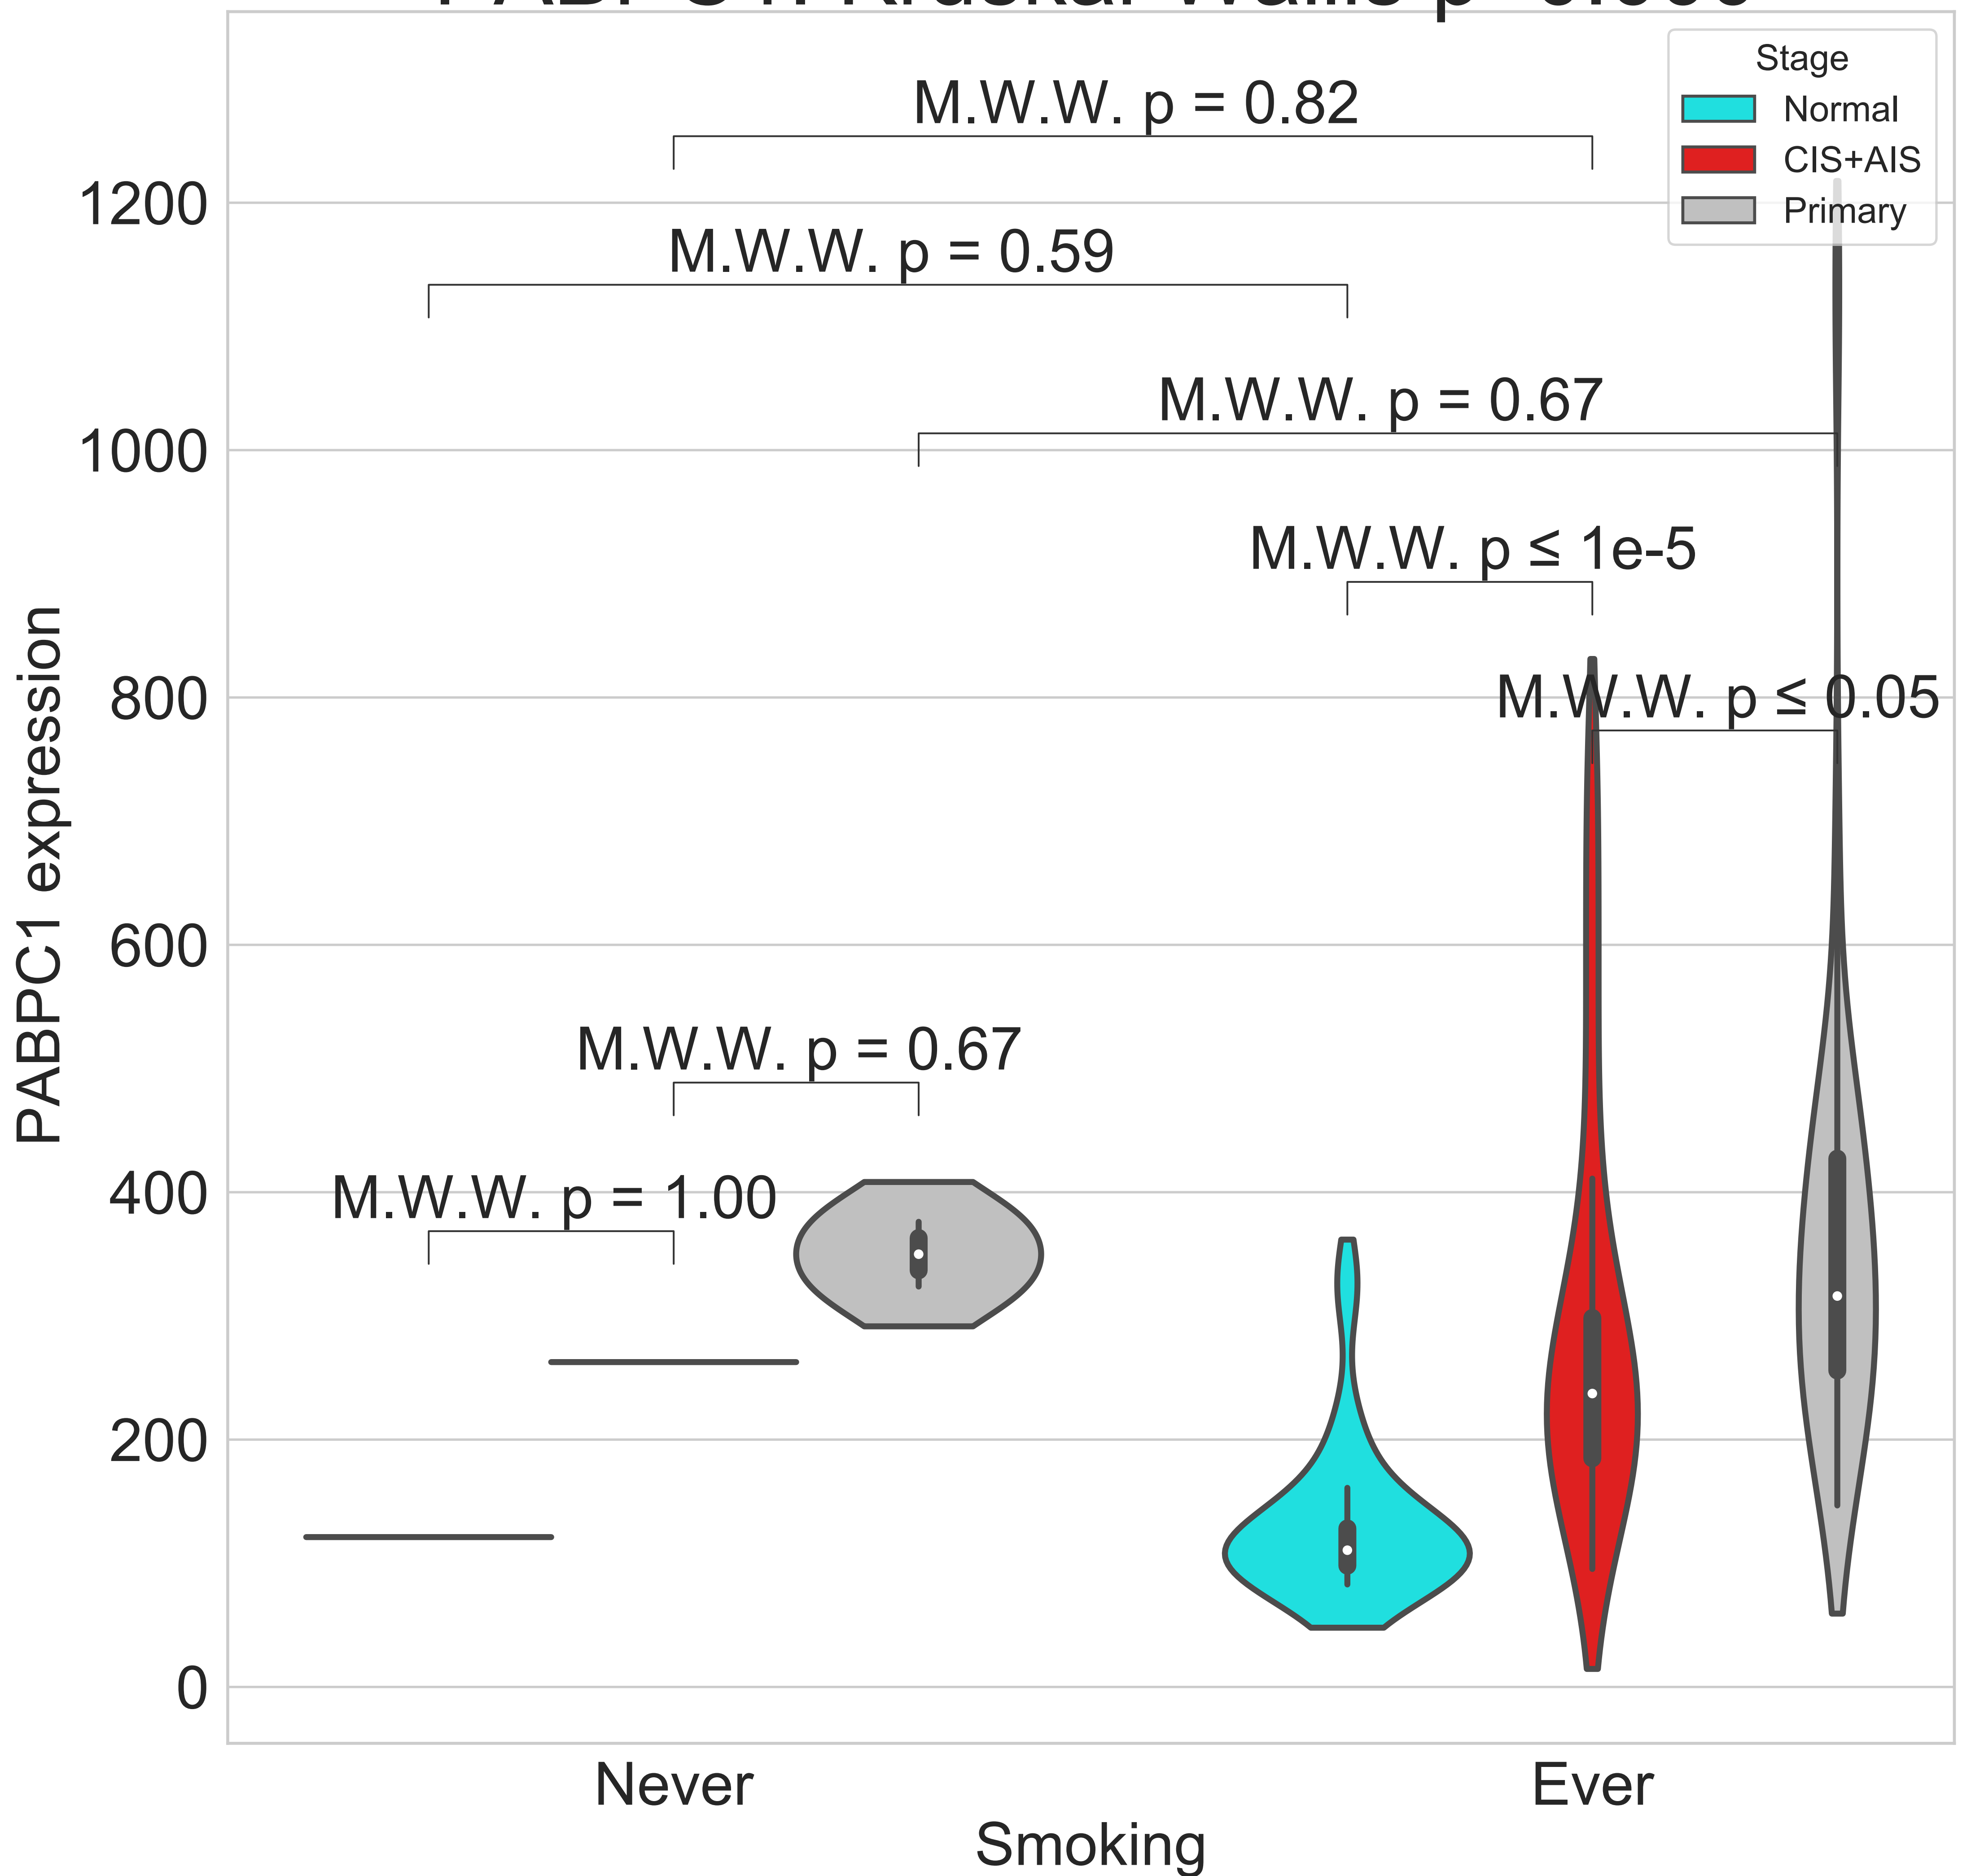 Stage
Normal
CIS+AIS
Primary
M.W.W. p = 0.82
M.W.W. p = 0.59
M.W.W. p = 0.67
M.W.W. p ≤ 1e-5
M.W.W. p ≤ 0.05
M.W.W. p = 0.67
M.W.W. p = 1.00
1200
1000
800
600
400
200
0
PABPC1 expression
Never
Ever
Smoking